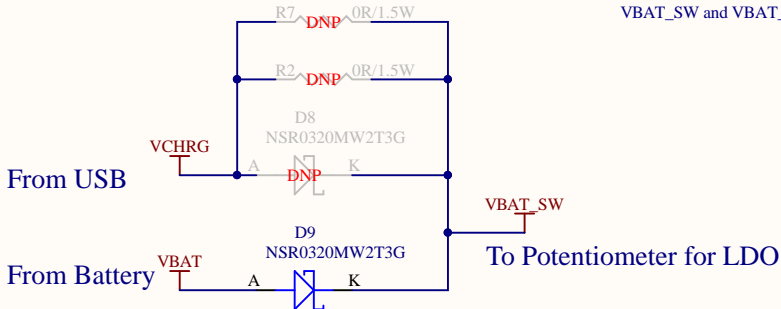 R7 DNP 0R/1.5W
VBAT_SW and VBAT_
R2 DNP 0R/1.5W
D8
NSR0320MW2T3G
VCHRG
A DNP K
From USB
VBAT_SW
D9
NSR0320MW2T3G
To Potentiometer for LDO
VBAT
From Battery
A K